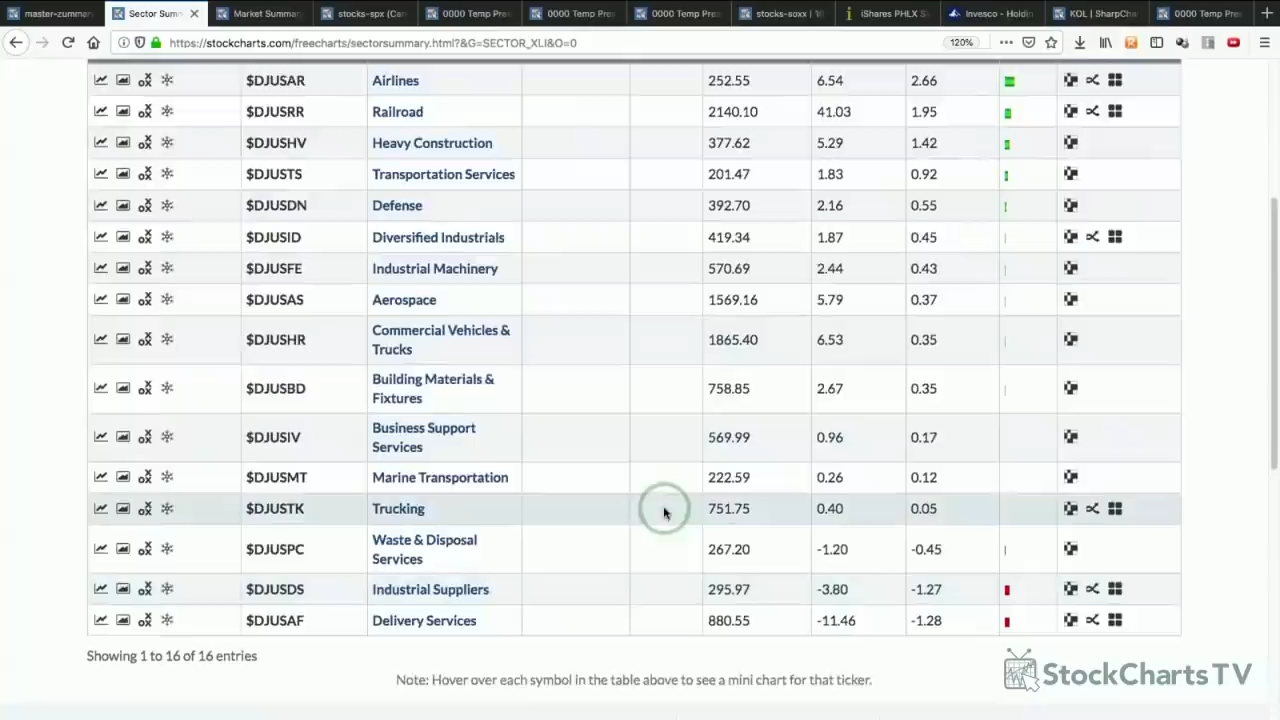 master-zummar
Sector Summ
Market Summar
stocks-spx (Can
0000 Temp Pre
0000 Temp Pre
0000 Temp Pre
stocks-soxx | '10
iShares PHLX S
Invesco - Holdin
KOL | SharpCha
0000 Temp Pre
https://stockcharts.com/freecharts/sectorsummary.html?&G=SECTOR_XLI&O=0 120%
$DJUSAR Airlines 252.55 6.54 2.66
$DJUSRR Railroad 2140.10 41.03 1.95
$DJUSHV Heavy Construction 377.62 5.29 1.42
$DJUSTS Transportation Services 201.47 1.83 0.92
$DJUSDN Defense 392.70 2.16 0.55
$DJUSID Diversified Industrials 419.34 1.87 0.45
$DJUSFE Industrial Machinery 570.69 2.44 0.43
$DJUSAS Aerospace 1569.16 5.79 0.37
$DJUSHR Commercial Vehicles &
Trucks 1865.40 6.53 0.35
$DJUSBD Building Materials &
Fixtures 758.85 2.67 0.35
$DJUSIV Business Support
Services 569.99 0.96 0.17
$DJUSMT Marine Transportation 222.59 0.26 0.12
$DJUSTK Trucking 751.75 0.40 0.05
$DJUSPC Waste & Disposal
Services 267.20 -1.20 -0.45
$DJUSDS Industrial Suppliers 295.97 -3.80 -1.27
$DJUSAF Delivery Services 880.55 -11.46 -1.28
Showing 1 to 16 of 16 entries
Note: Hover over each symbol in the table above to see a mini chart for that ticker.
StockChartsTV